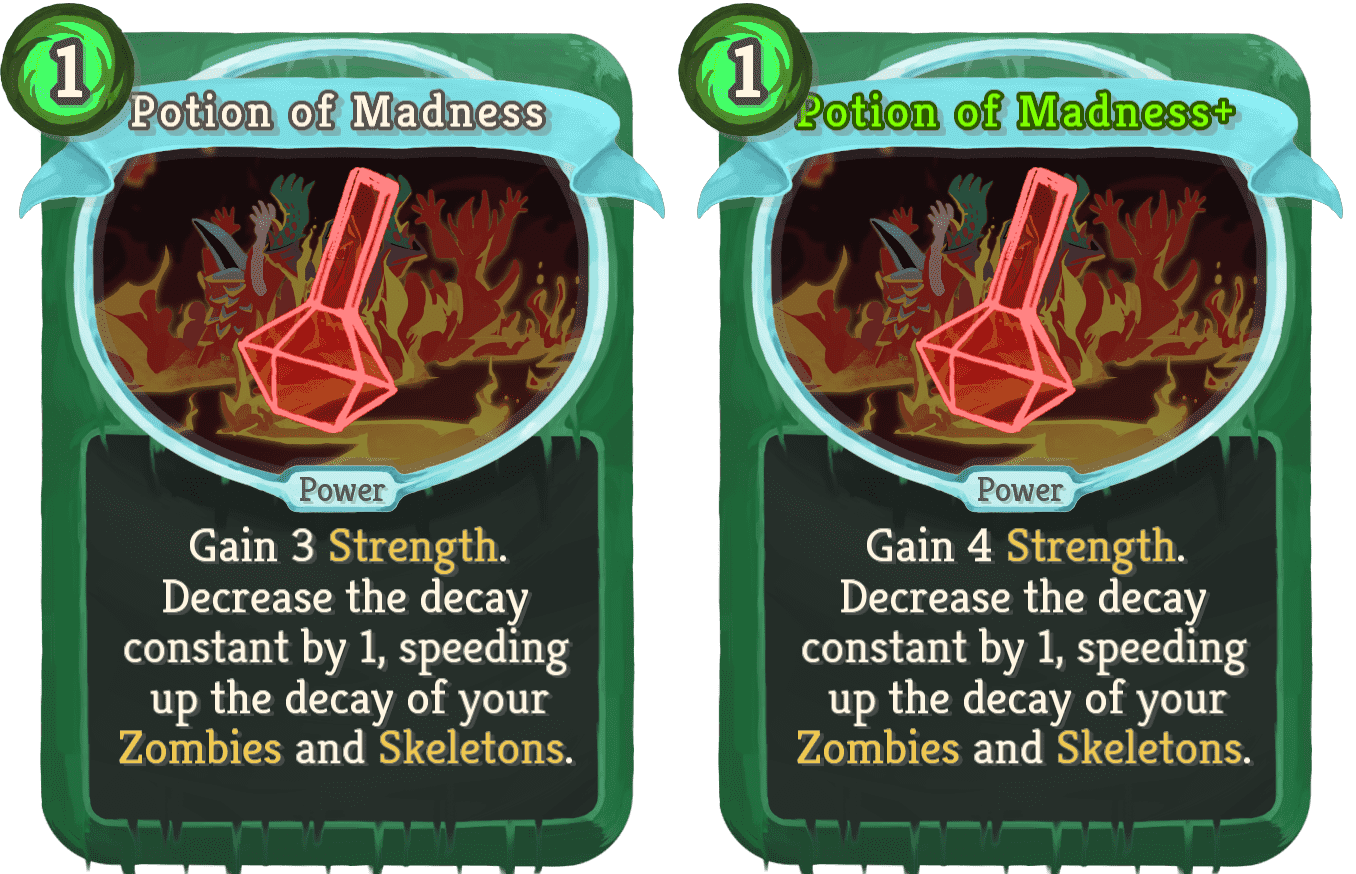 1
Potion of Madness
Power
Gain 3 Strength.
Decrease the decay
constant by 1, speeding
up the decay of your
Zombies and Skeletons.
1
Potion of Madness+
Power
Gain 4 Strength.
Decrease the decay
constant by 1, speeding
up the decay of your
Zombies and Skeletons.